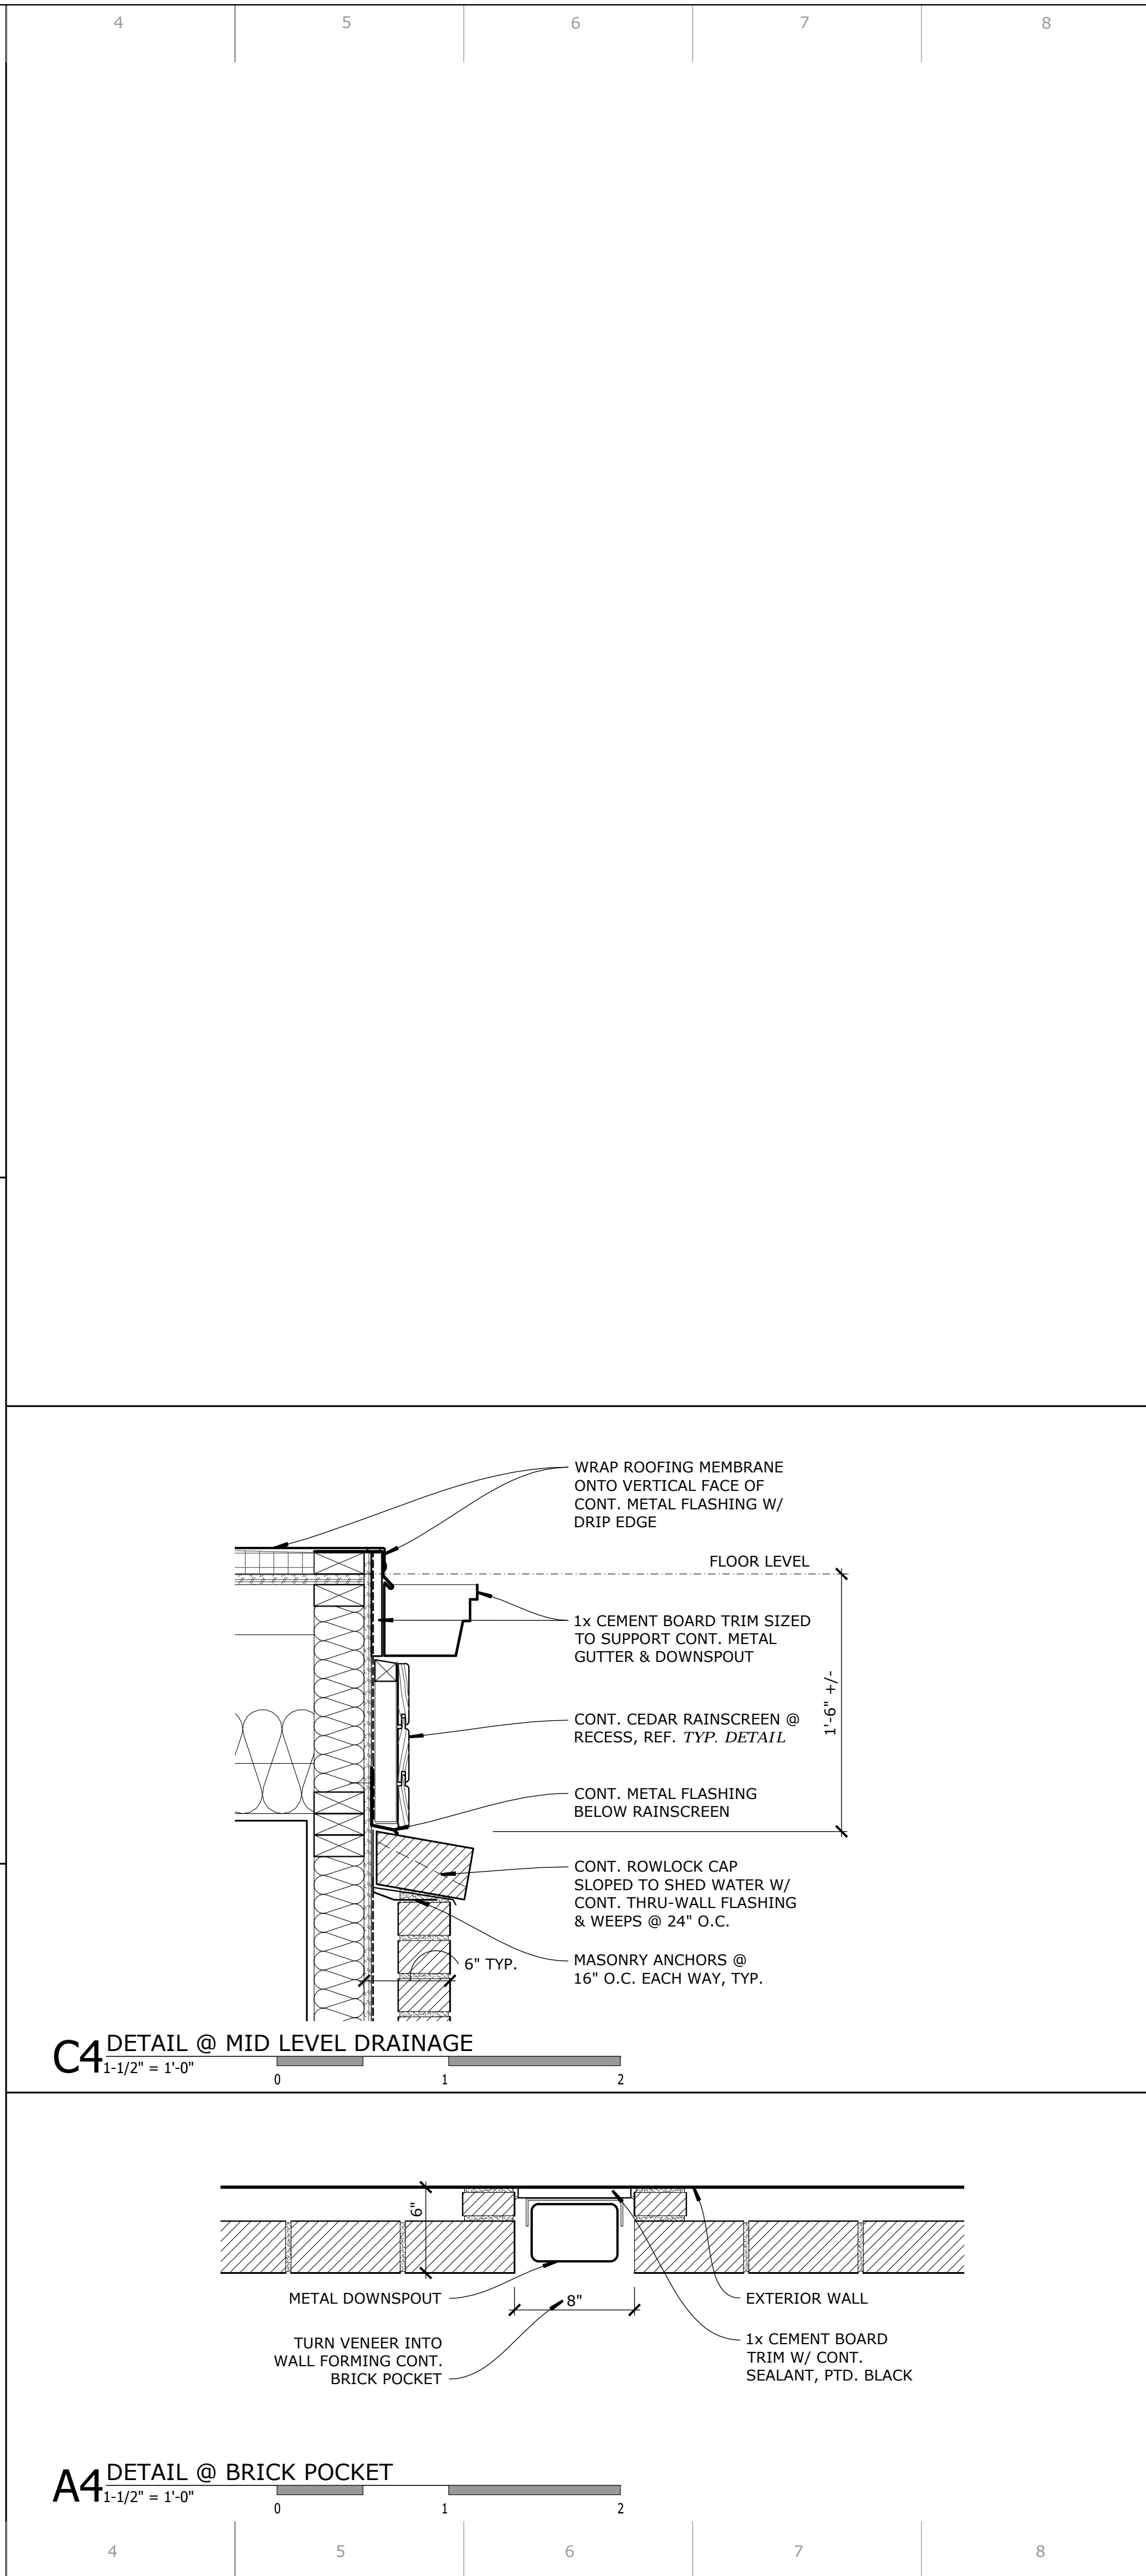 4 5 6 7 8
WRAP ROOFING MEMBRANE
ONTO VERTICAL FACE OF
CONT. METAL FLASHING W/
DRIP EDGE
FLOOR LEVEL
1x CEMENT BOARD TRIM SIZED
TO SUPPORT CONT. METAL
GUTTER & DOWNSPOUT
1'-6" +/-
CONT. CEDAR RAINSCREEN @
RECESS, REF. TYP. DETAIL
CONT. METAL FLASHING
BELOW RAINSCREEN
CONT. ROWLOCK CAP
SLOPED TO SHED WATER W/
CONT. THRU-WALL FLASHING
& WEEPS @ 24" O.C.
6" TYP.
MASONRY ANCHORS @
16" O.C. EACH WAY, TYP.
C4 DETAIL @ MID LEVEL DRAINAGE
1-1/2" = 1'-0"
0 1 2
6"
METAL DOWNSPOUT
8"
EXTERIOR WALL
TURN VENEER INTO
WALL FORMING CONT.
BRICK POCKET
1x CEMENT BOARD
TRIM W/ CONT.
SEALANT, PTD. BLACK
A4 DETAIL @ BRICK POCKET
1-1/2" = 1'-0"
0 1 2
4 5 6 7 8